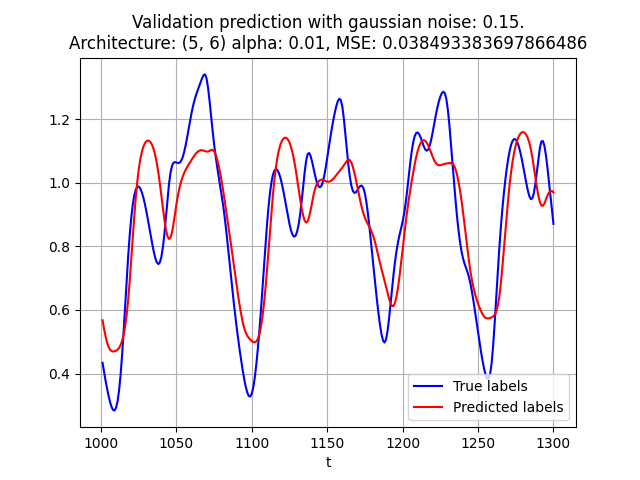 Validation prediction with gaussian noise: 0.15.
Architecture: (5, 6) alpha: 0.01, MSE: 0.038493383697866486
1.2
1.0
0.8
0.6
0.4
True labels
Predicted labels
1000 1050 1100 1150 1200 1250 1300
t